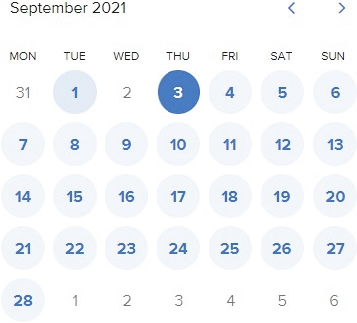 September 2021
MON TUE WED THU FRI SAT SUN
31 1 2 3 4 5 6
7 8 9 10 11 12 13
14 15 16 17 18 19 20
21 22 23 24 25 26 27
28 1 2 3 4 5 6